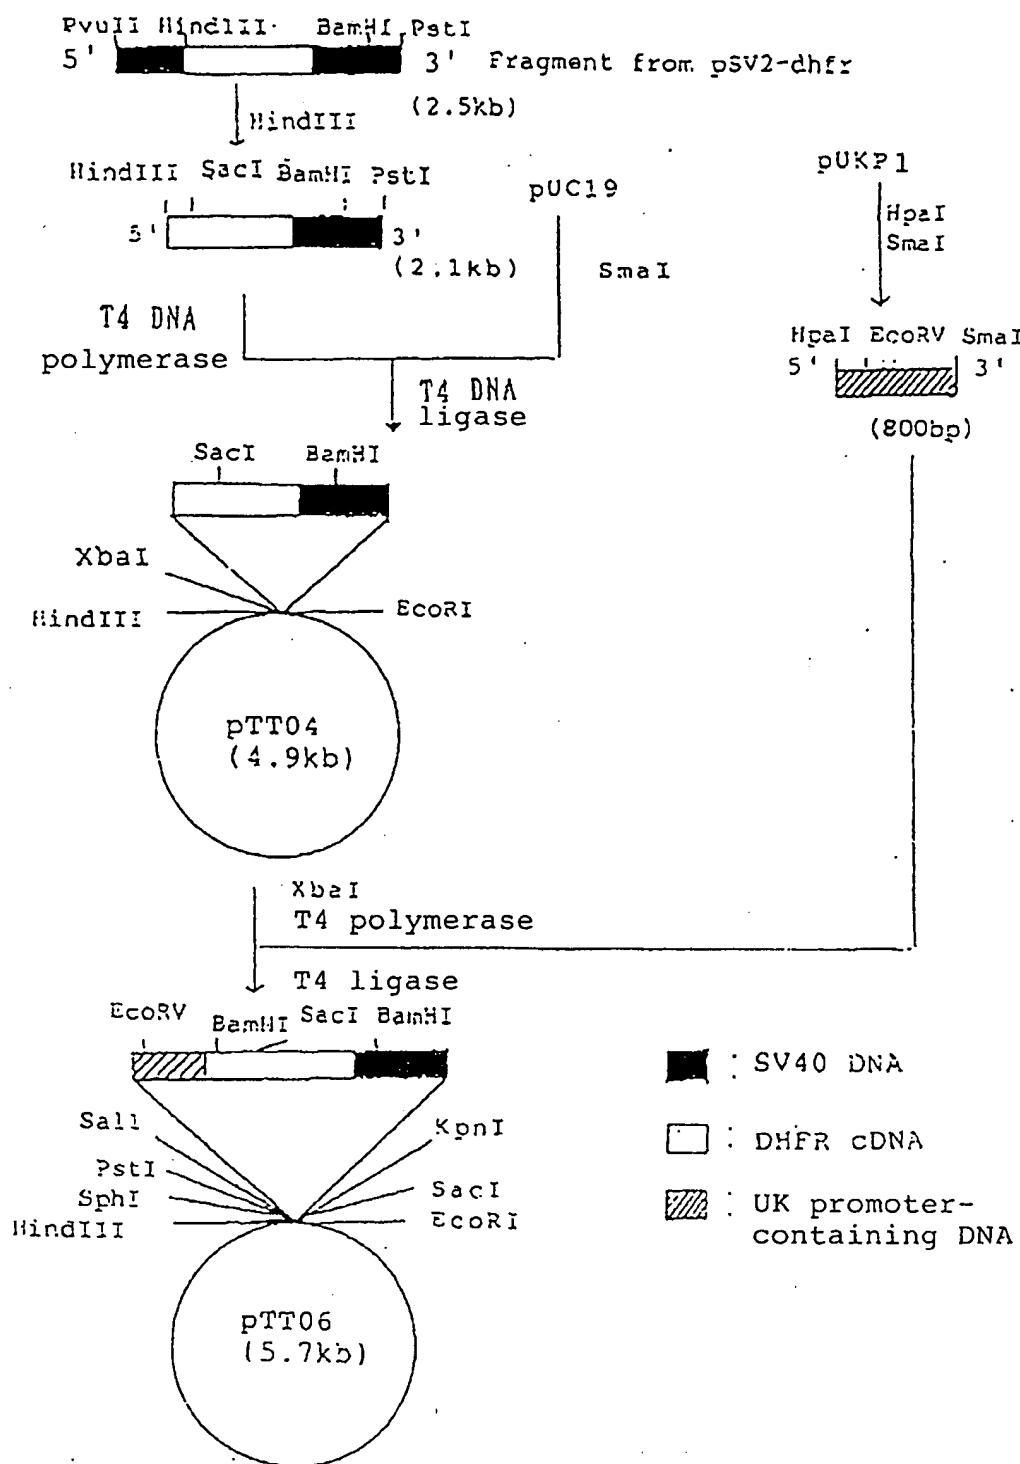 PvuII HindIII BamHI PstI
5' 3' Fragment from pSV2-dhfr
(2.5kb)
HindIII
HindIII SacI BamHI PstI
5' 3'
(2.1kb)
pUC19
SmaI
pUKP1
HpaI
SmaI
HpaI EcoRV SmaI
5' 3'
(800bp)
T4 DNA
polymerase
T4 DNA
ligase
SacI BamHI
XbaI
HindIII EcoRI
pTT04
(4.9kb)
XbaI
T4 polymerase
T4 ligase
EcoRV BamHI SacI BamHI
SalI KpnI
PstI
SphI SacI
HindIII EcoRI
pTT06
(5.7kb)
: SV40 DNA
: DHFR cDNA
: UK promoter-
containing DNA